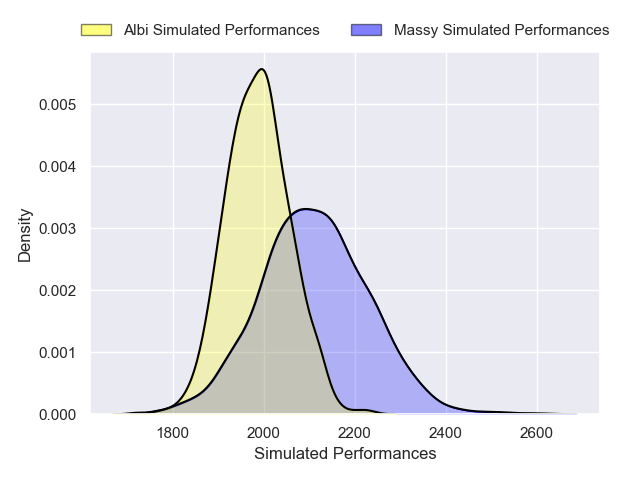 Albi Simulated Performances Massy Simulated Performances
0.005
0.004
0.003
0.002
0.001
0.000
Density
1800 2000 2200 2400 2600
Simulated Performances